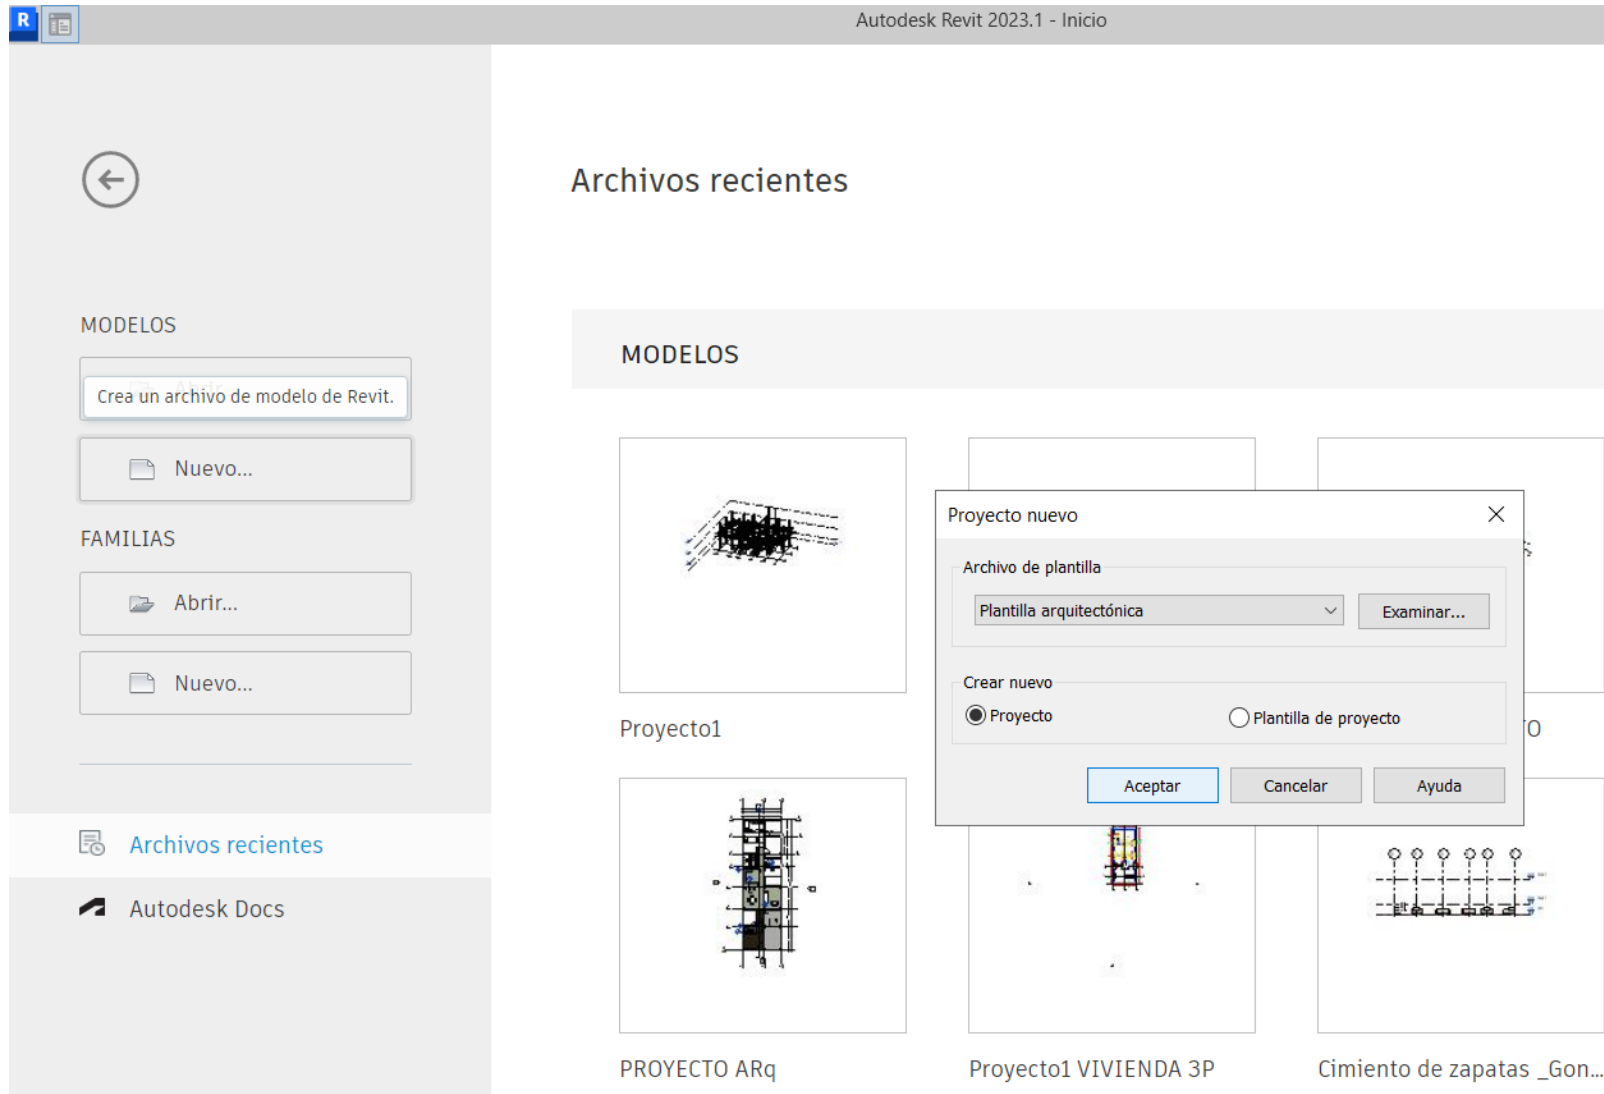 R
Autodesk Revit 2023.1 - Inicio
Archivos recientes
MODELOS
Crea un archivo de modelo de Revit.
Nuevo...
FAMILIAS
Abrir...
Nuevo...
Archivos recientes
Autodesk Docs
MODELOS
Proyecto1
O
Proyecto nuevo
Archivo de plantilla
Plantilla arquitectónica
Examinar...
Crear nuevo
Proyecto
Plantilla de proyecto
Aceptar
Cancelar
Ayuda
PROYECTO ARq
Proyecto1 VIVIENDA 3P
Cimiento de zapatas _Gon...